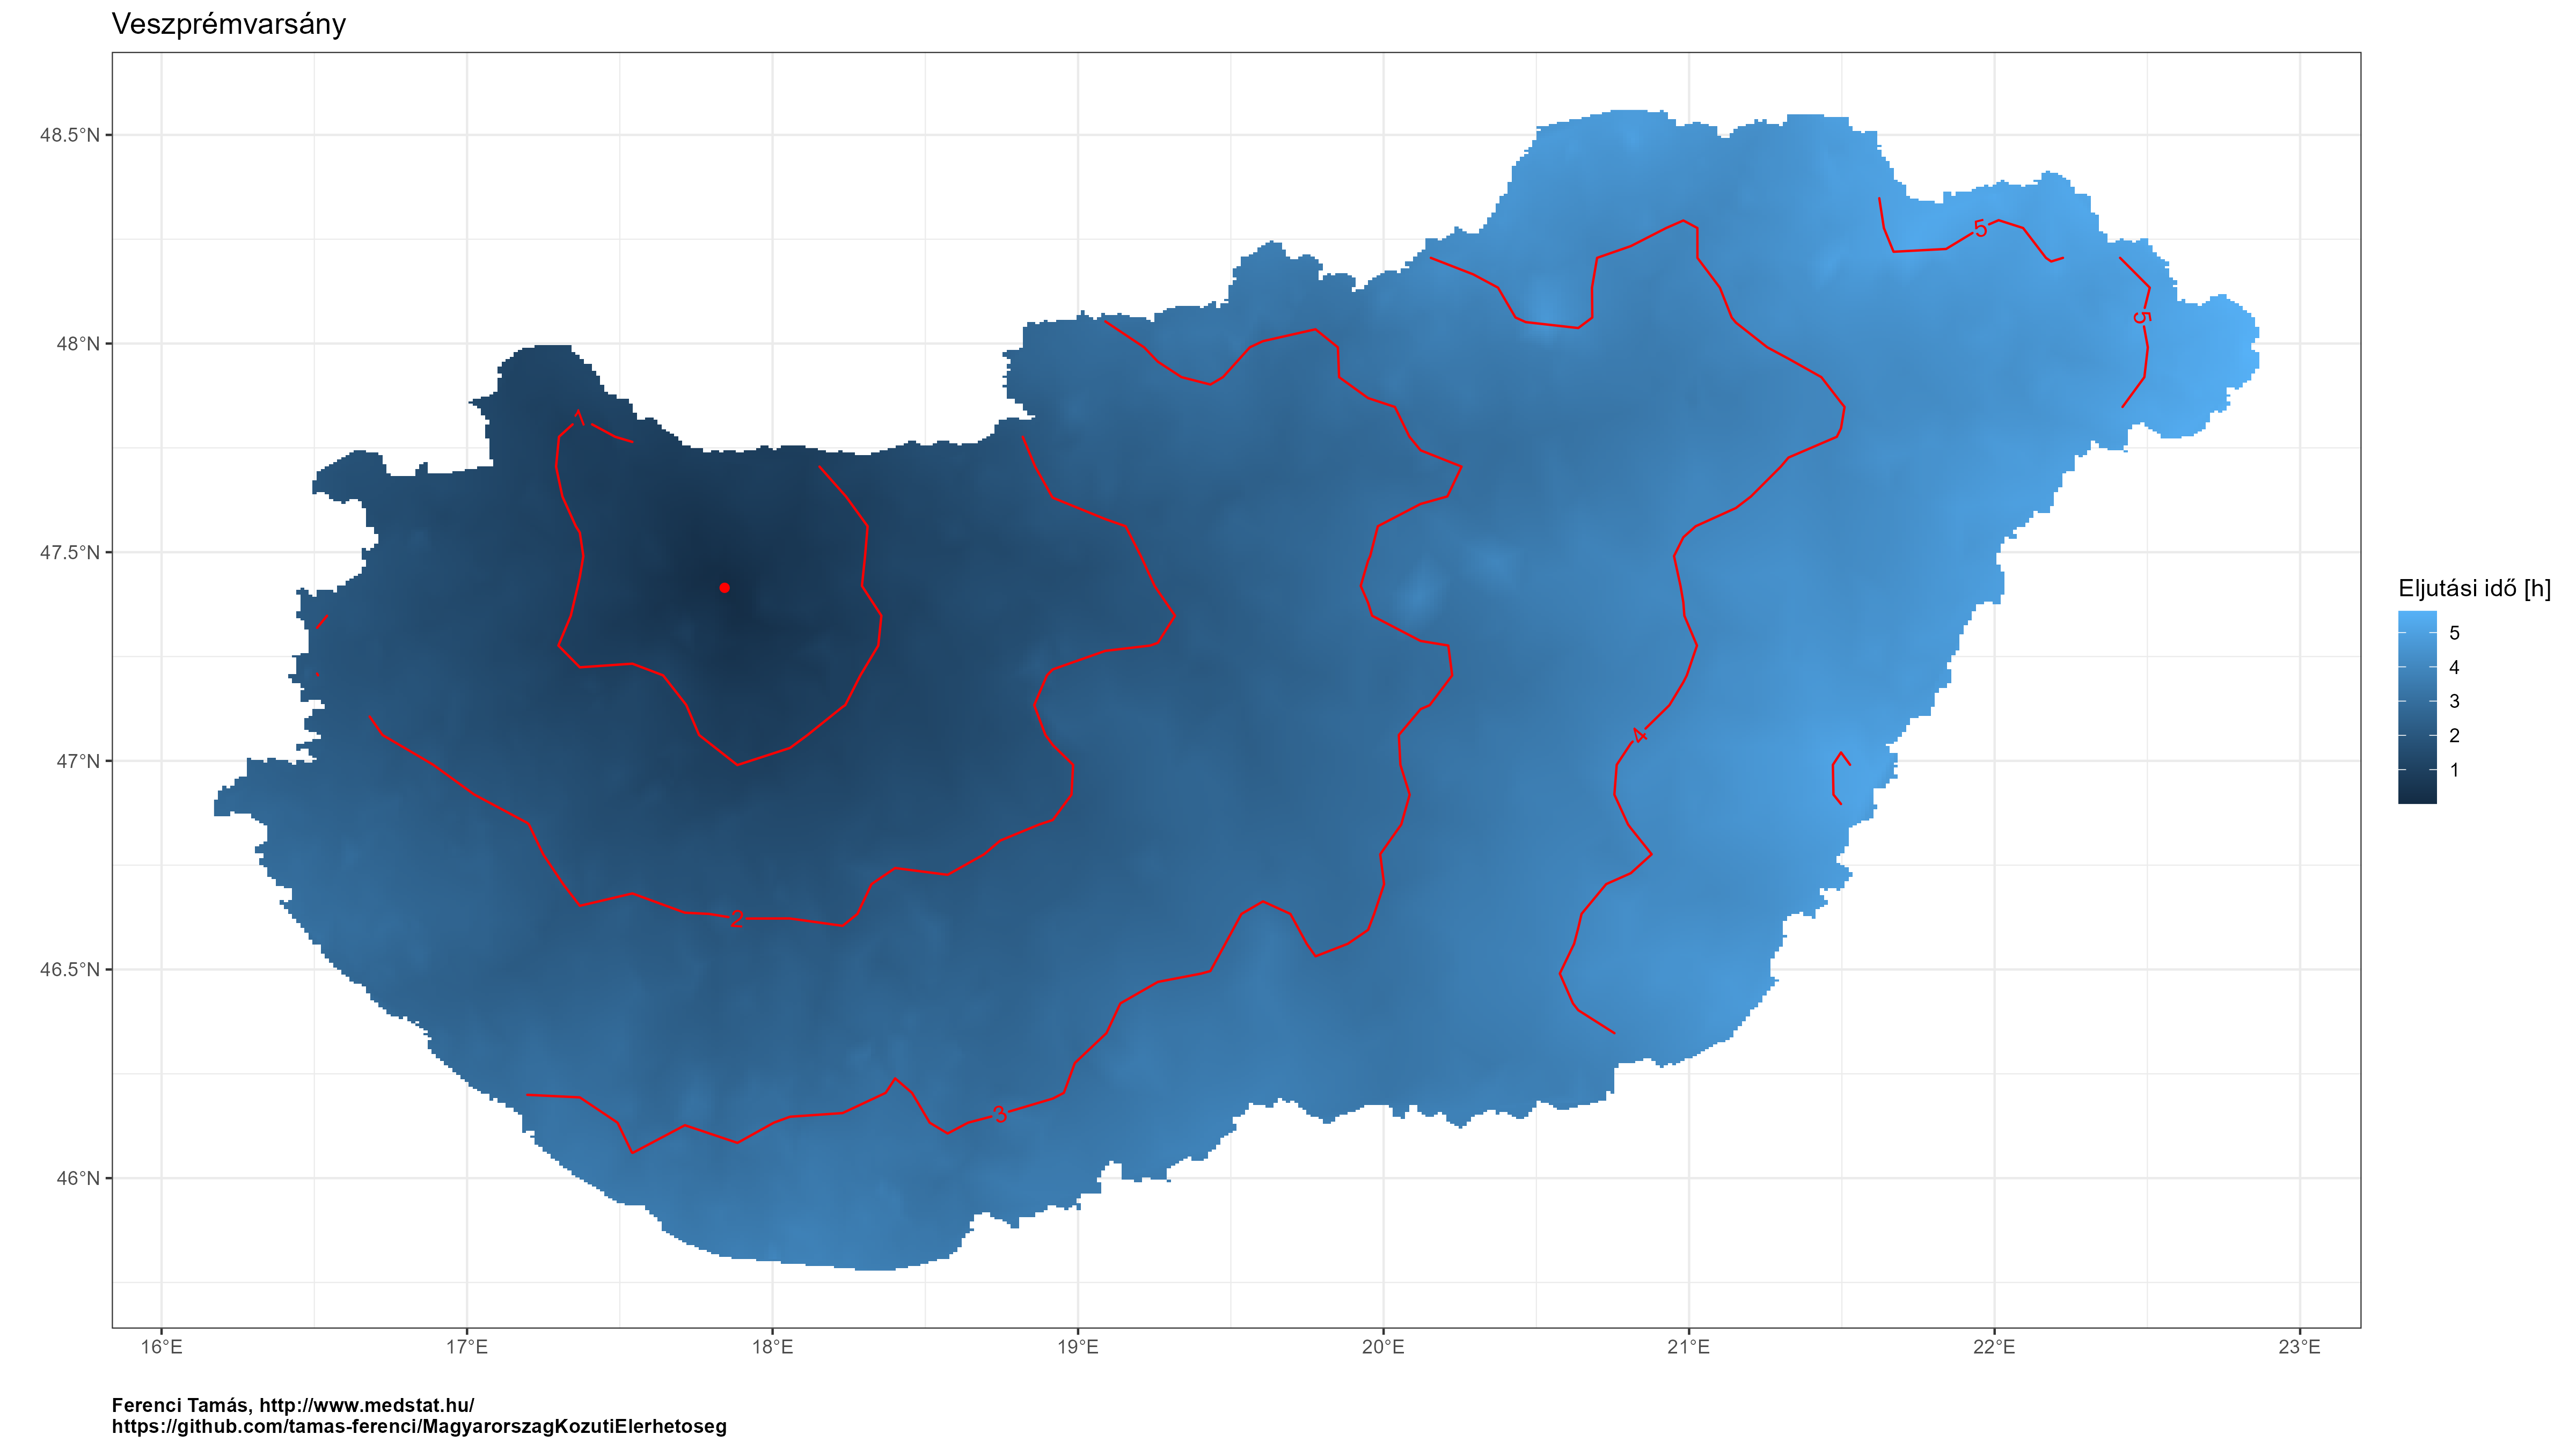 Veszprémvarsány
48.5°N
48°N
47.5°N
47°N
46.5°N
46°N
1
2
3
4
5
5
16°E
17°E
18°E
19°E
20°E
21°E
22°E
23°E
Eljutási idő [h]
5
4
3
2
1
Ferenci Tamás, http://www.medstat.hu/
https://github.com/tamas-ferenci/MagyarorszagKozutiElerhetoseg